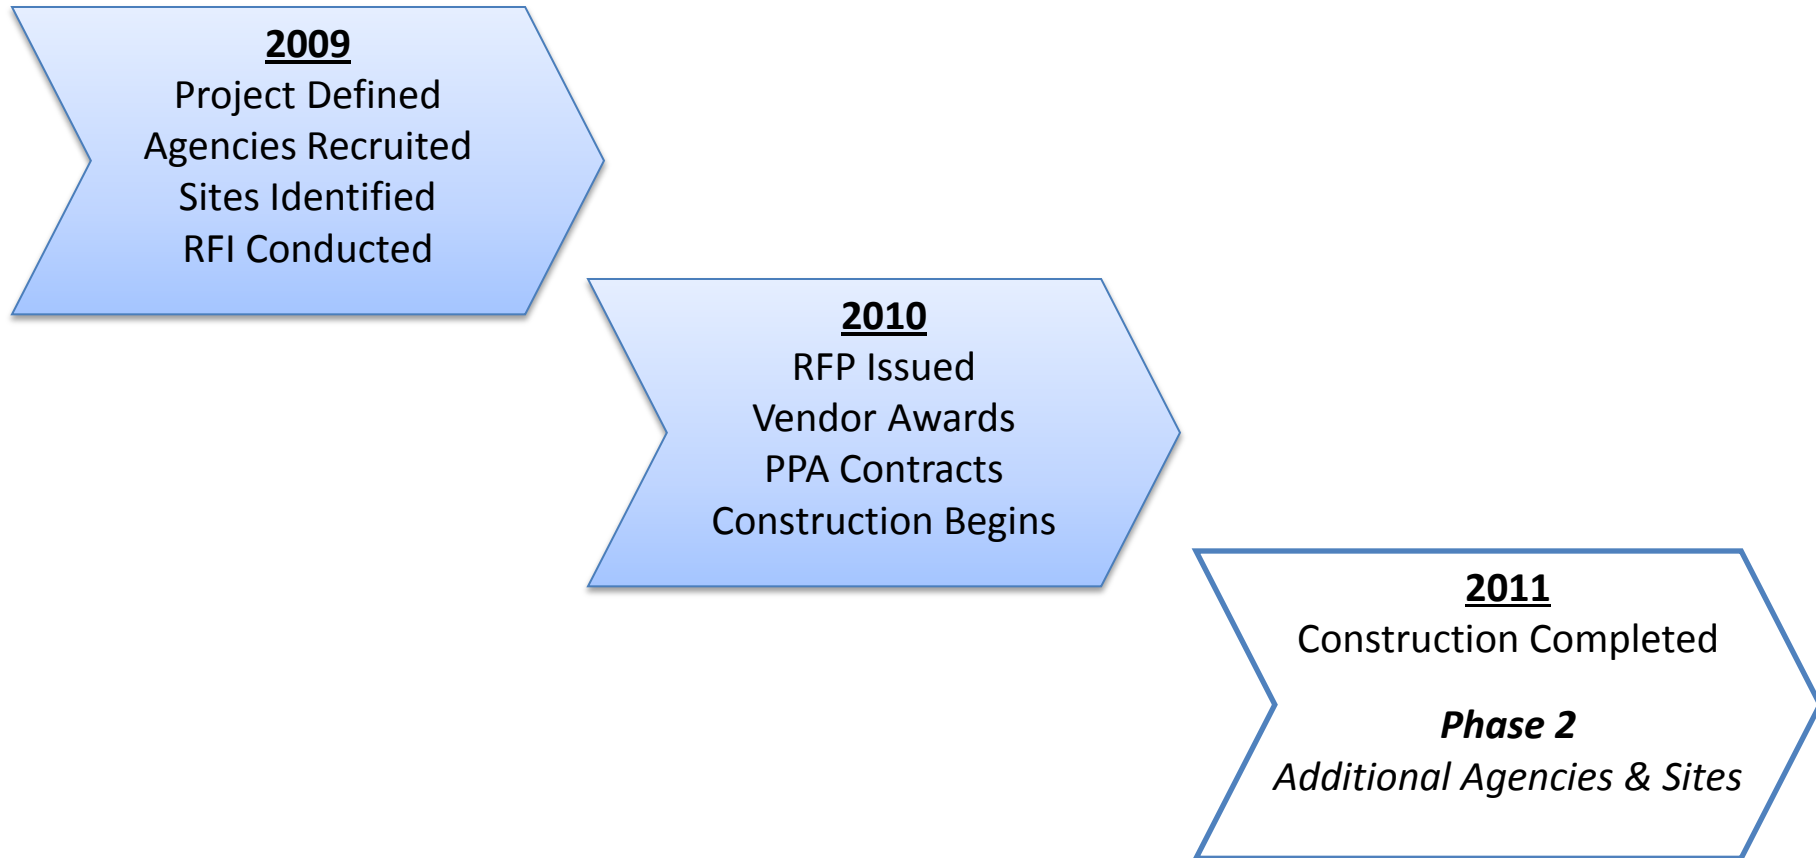 2009
Project Defined
Agencies Recruited
Sites Identified
RFI Conducted
2010
RFP Issued
Vendor Awards
PPA Contracts
Construction Begins
2011
Construction Completed
Phase 2
Additional Agencies & Sites